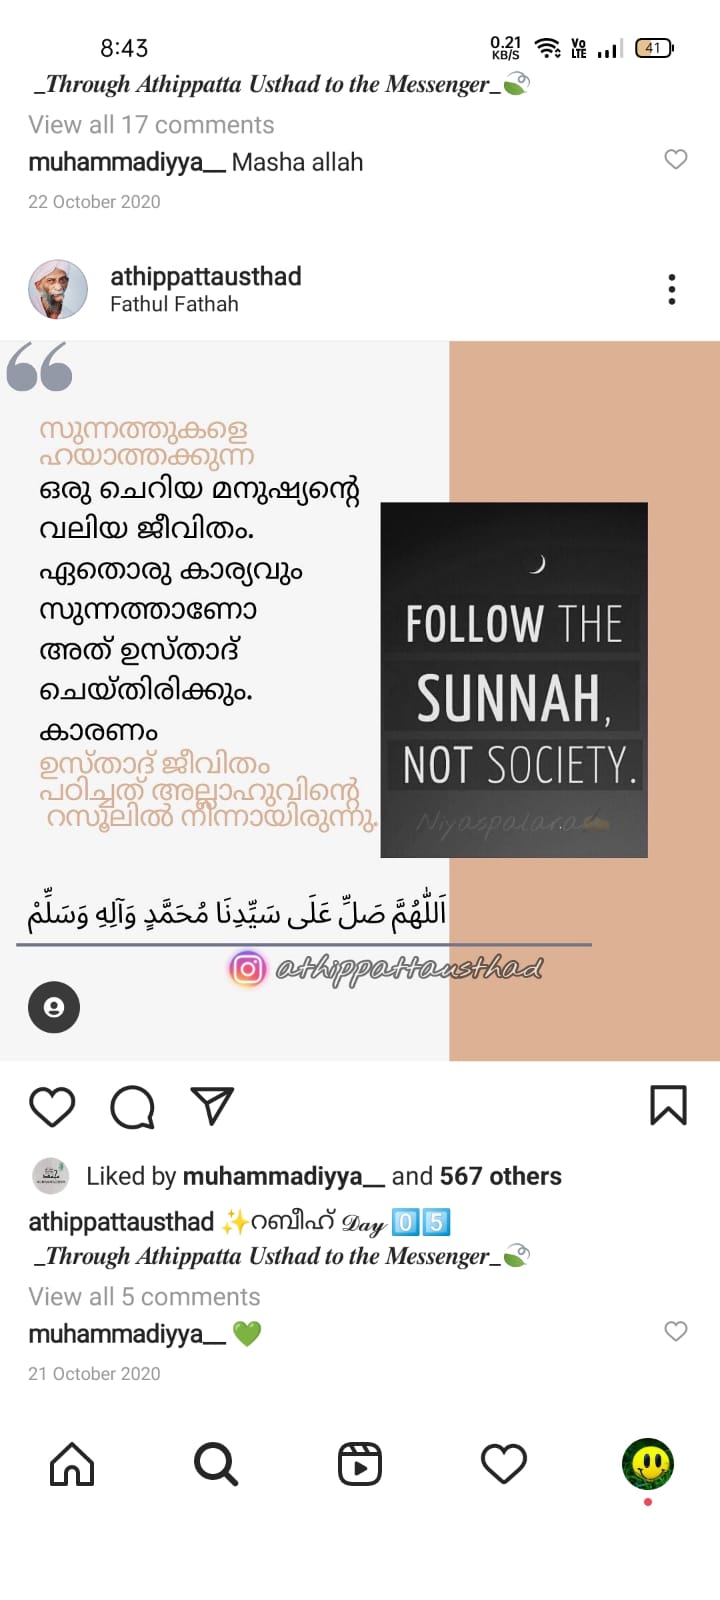 8:43
0.21 KB/S
Vo LTE
41
_Through Athippatta Usthad to the Messenger_🍃
View all 17 comments
muhammadiyya__ Masha allah
22 October 2020
athippattausthad
Fathul Fathah
സുന്നത്തുകളെ
ഹയാത്തക്കുന്ന
ഒരു ചെറിയ മനുഷ്യന്റെ
വലിയ ജീവിതം.
ഏതൊരു കാര്യവും
സുന്നത്താണോ
അത് ഉസ്താദ്
ചെയ്തിരിക്കും.
കാരണം
ഉസ്താദ് ജീവിതം
പഠിച്ചത് അല്ലാഹുവിന്റെ
റസൂലിൽ നിന്നായിരുന്നു.
FOLLOW THE
SUNNAH,
NOT SOCIETY.
Niyaspalara✍️
اَللّٰهُمَّ صَلِّ عَلَى سَيِّدِنَا مُحَمَّدٍ وَآلِهِ وَسَلِّمْ
athippattausthad
Liked by muhammadiyya__ and 567 others
athippattausthad ✨റബീഹ് 𝒟𝒶𝓎 0️⃣5️⃣
_Through Athippatta Usthad to the Messenger_🍃
View all 5 comments
muhammadiyya__ 💚
21 October 2020